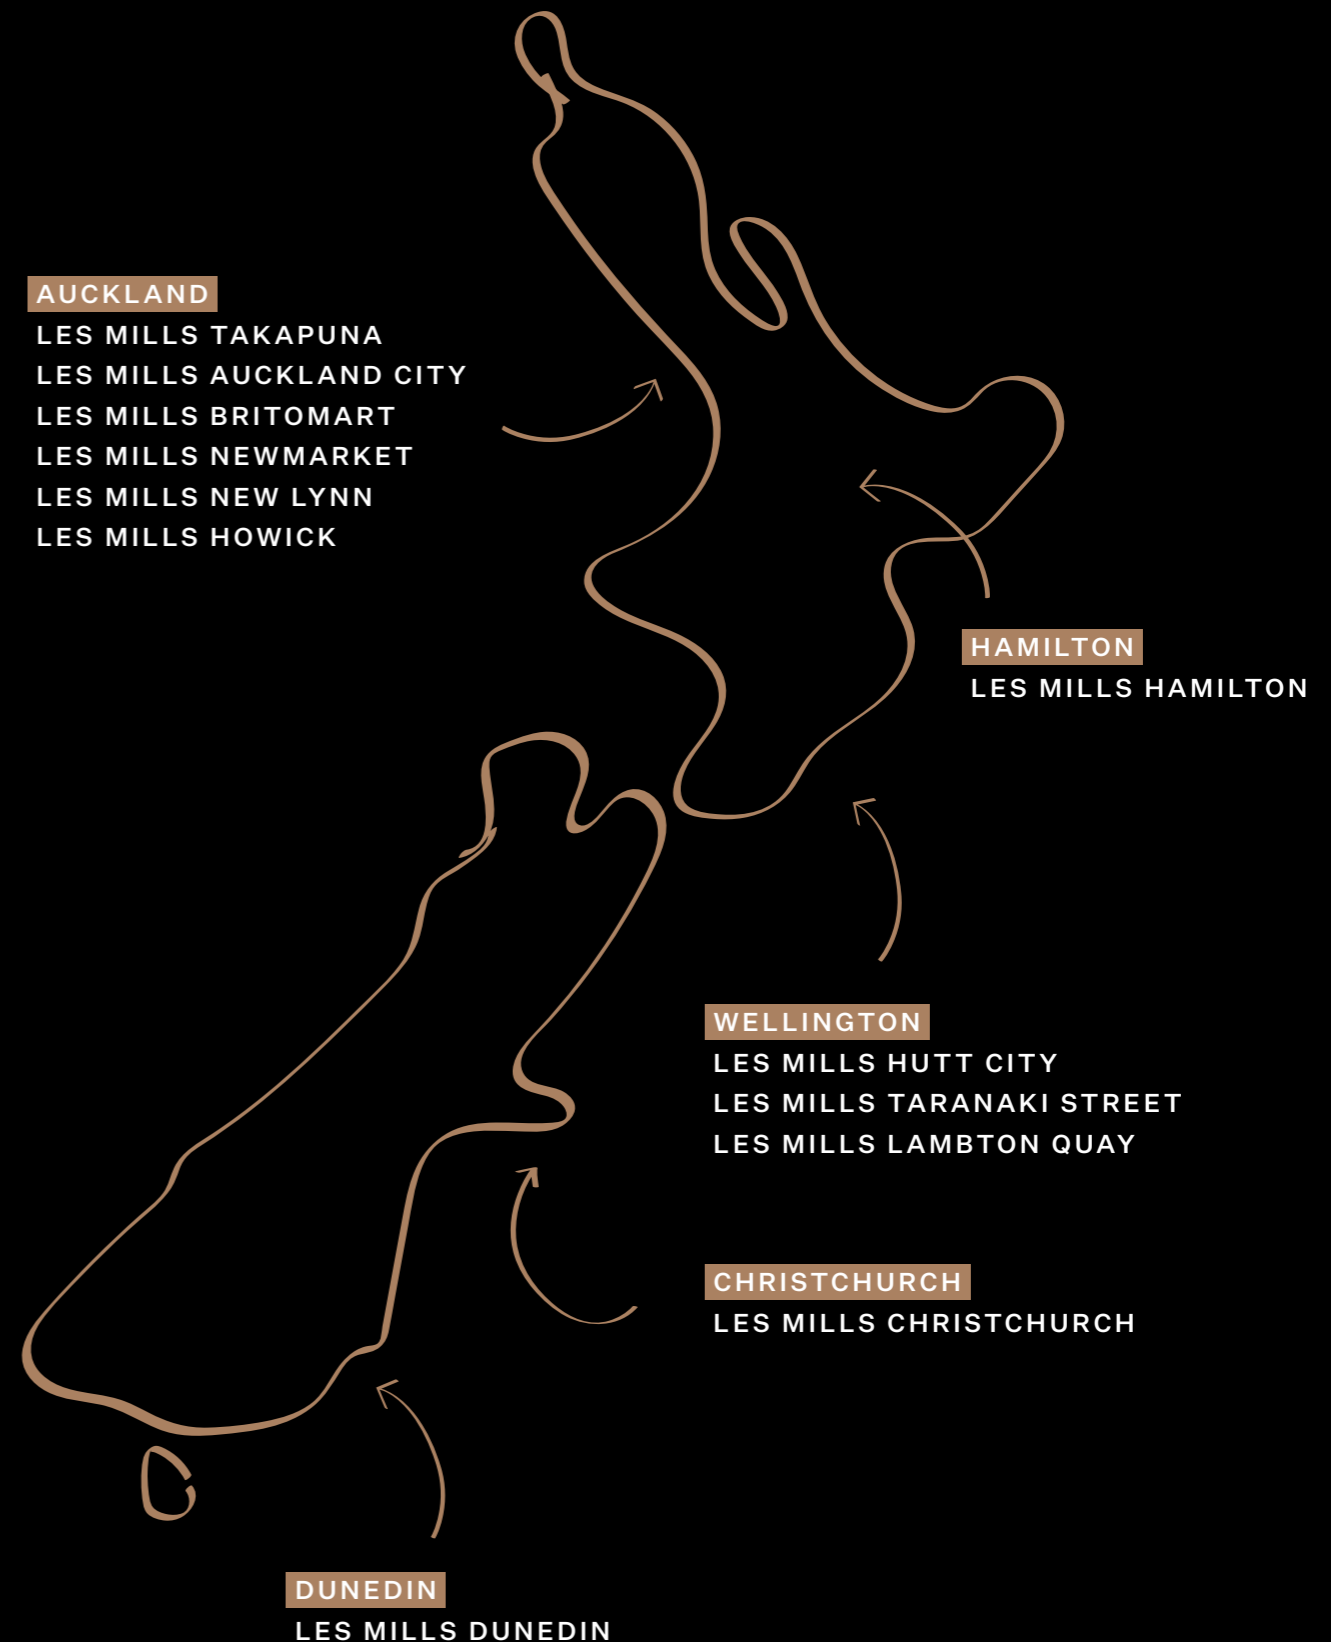 AUCKLAND
LES MILLS TAKAPUNA
LES MILLS AUCKLAND CITY
LES MILLS BRITOMART
LES MILLS NEWMARKET
LES MILLS NEW LYNN
LES MILLS HOWICK
HAMILTON
LES MILLS HAMILTON
WELLINGTON
LES MILLS HUTT CITY
LES MILLS TARANAKI STREET
LES MILLS LAMBTON QUAY
CHRISTCHURCH
LES MILLS CHRISTCHURCH
DUNEDIN
LES MILLS DUNEDIN